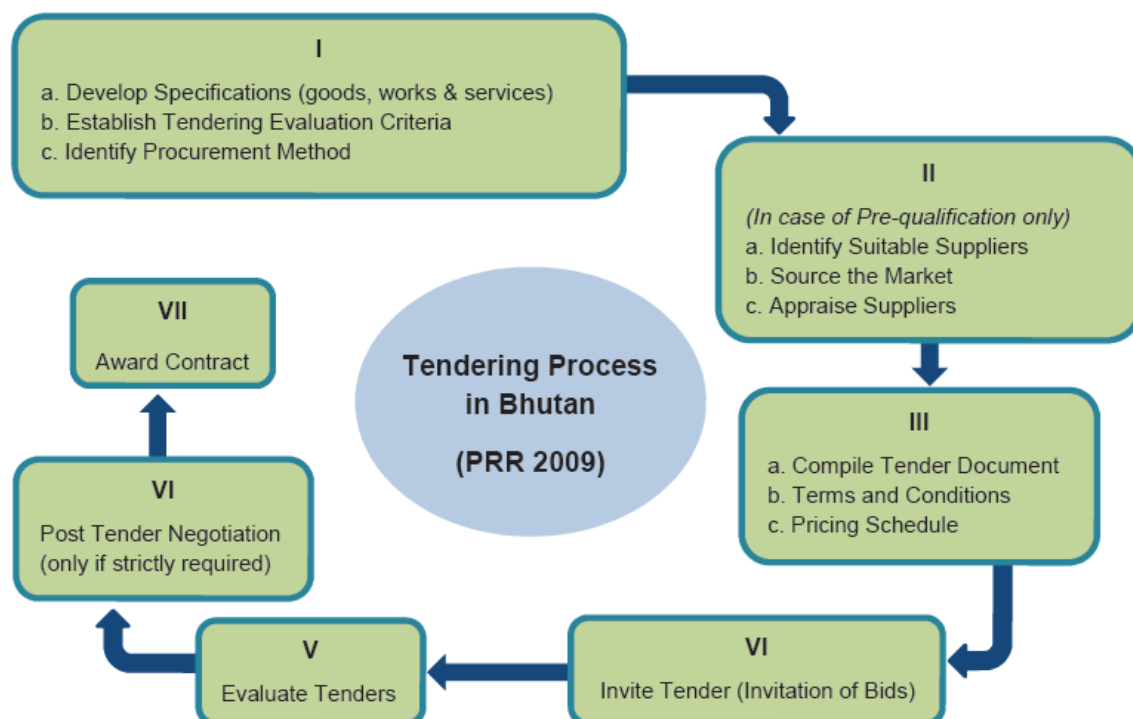 I
a. Develop Specifications (goods, works & services)
b. Establish Tendering Evaluation Criteria
c. Identify Procurement Method
II
(In case of Pre-qualification only)
a. Identify Suitable Suppliers
b. Source the Market
c. Appraise Suppliers
III
a. Compile Tender Document
b. Terms and Conditions
c. Pricing Schedule
VI
Invite Tender (Invitation of Bids)
V
Evaluate Tenders
VI
Post Tender Negotiation
(only if strictly required)
VII
Award Contract
Tendering Process
in Bhutan
(PRR 2009)